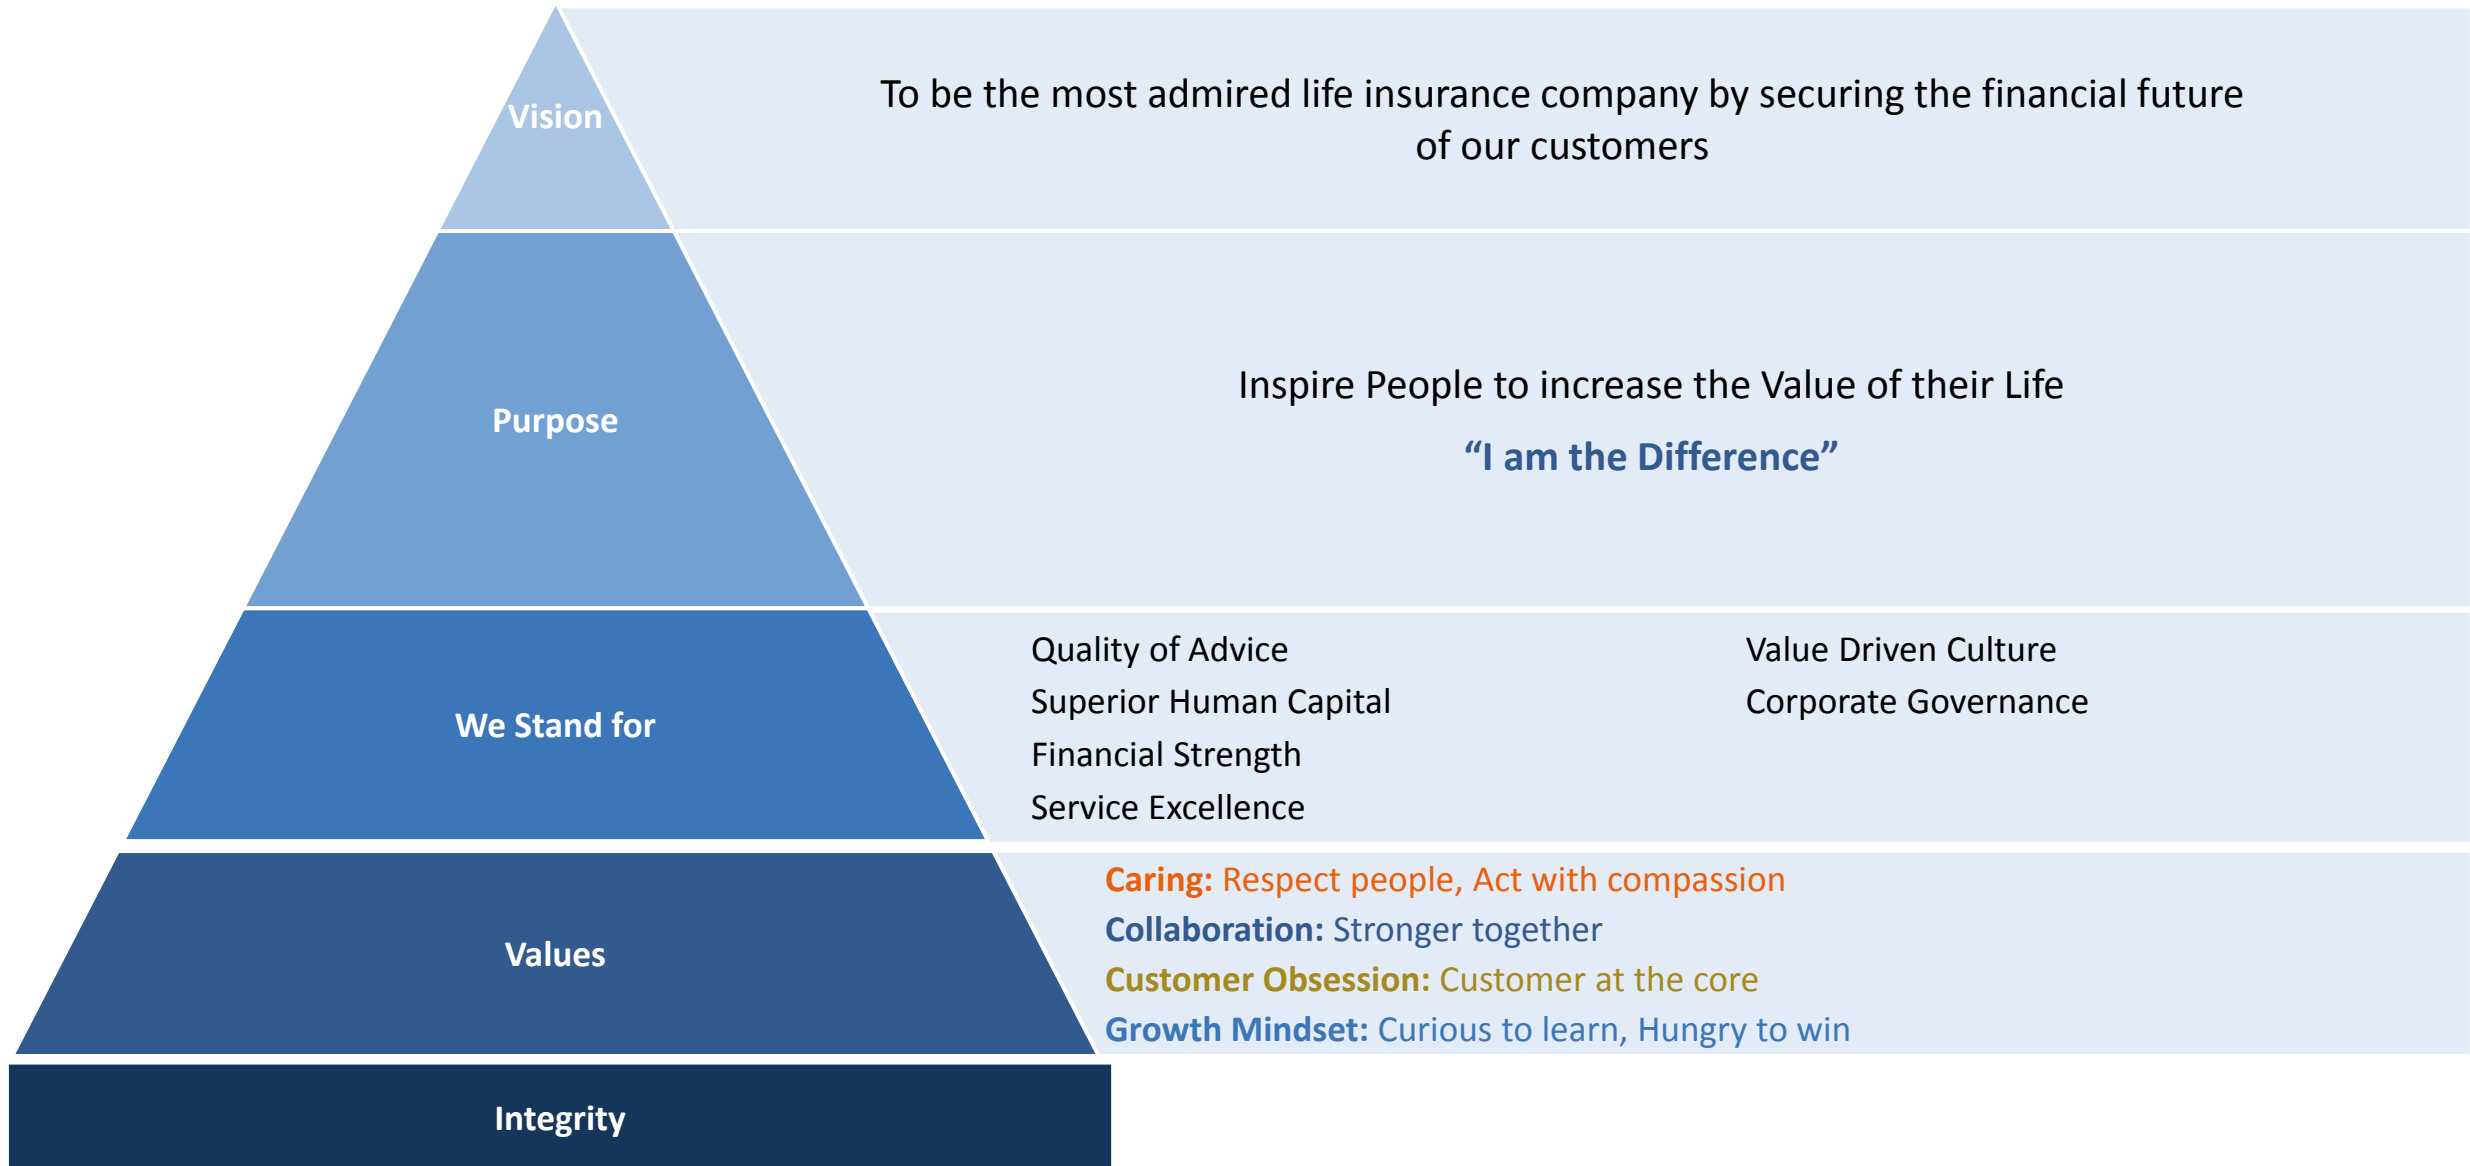 Vision
To be the most admired life insurance company by securing the financial future
of our customers
Purpose
Inspire People to increase the Value of their Life
“I am the Difference”
We Stand for
Quality of Advice
Superior Human Capital
Financial Strength
Service Excellence
Value Driven Culture
Corporate Governance
Values
Caring: Respect people, Act with compassion
Collaboration: Stronger together
Customer Obsession: Customer at the core
Growth Mindset: Curious to learn, Hungry to win
Integrity